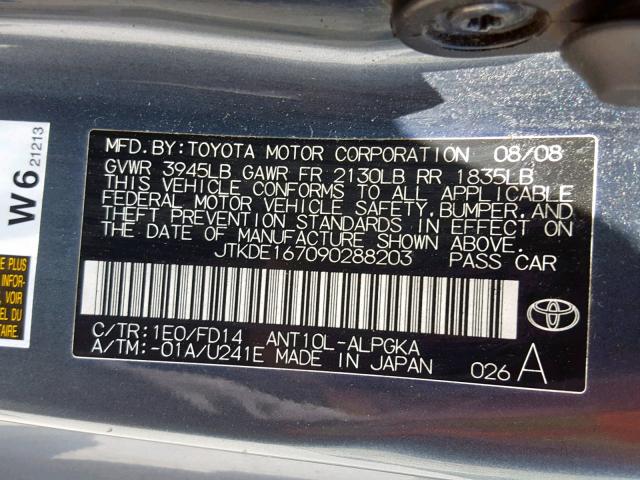 MFD. BY: TOYOTA MOTOR CORPORATION 08/08
GVWR 3945LB GAWR FR 2130LB RR 1835LB
THIS VEHICLE CONFORMS TO ALL APPLICABLE
FEDERAL MOTOR VEHICLE SAFETY, BUMPER, AND
THEFT PREVENTION STANDARDS IN EFFECT ON
THE DATE OF MANUFACTURE SHOWN ABOVE.
JTKDE167090288203 PASS CAR
C/TR: 1E0/FD14 ANT10L-ALPGKA
A/TM: -01A/U241E MADE IN JAPAN
026 A
TOYOTA
W6 21213
E PLUS
INFOR-
, VOIR
TAIRE.